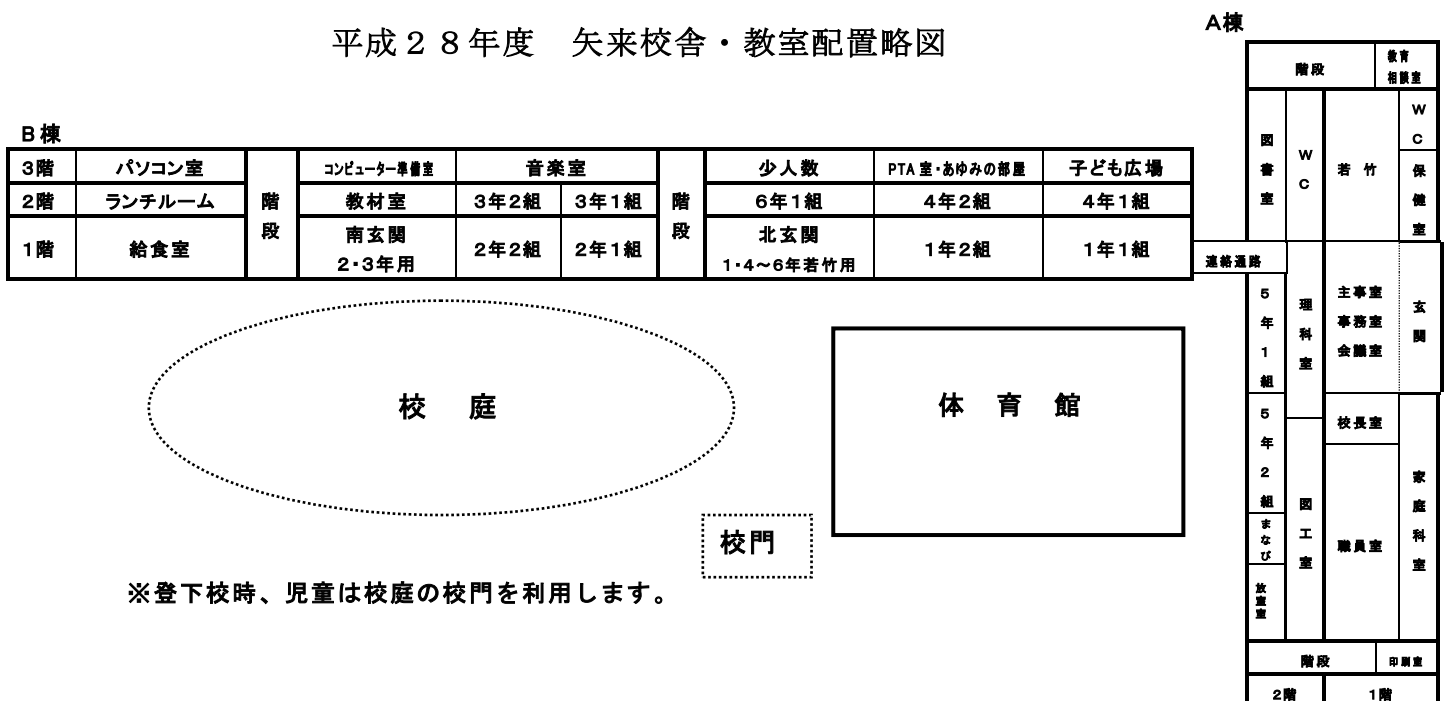 平成２８年度　矢来校舎・教室配置略図
A棟
階段 教育相談室
図書室 WC 若竹 WC
保健室
B棟
3階 パソコン室 階段 コンピューター準備室 音楽室 階段 少人数 PTA室・あゆみの部屋 子ども広場
2階 ランチルーム 教材室 3年2組 3年1組 6年1組 4年2組 4年1組
1階 給食室 南玄関 2年2組 2年1組 北玄関 1年2組 1年1組
2・3年用 1・4～6年若竹用
連絡通路
5年1組 理科室 主事室 玄関
事務室
会議室
校庭
体育館
5年2組 校長室 家庭科室
まなび 図工室 職員室
放室室
校門
※登下校時、児童は校庭の校門を利用します。
階段 印刷室
2階 1階